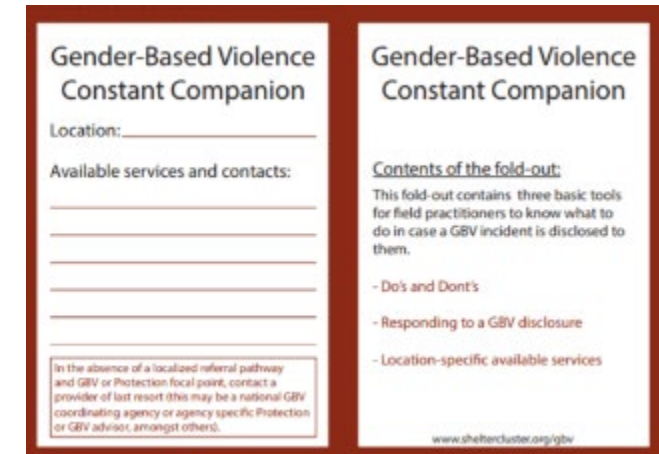 Gender-Based Violence
Constant Companion
Location:
Available services and contacts:
In the absence of a localized referral pathway
and GBV or Protection focal point, contact a
provider of last resort (this may be a national GBV
coordinating agency or agency specific Protection
or GBV advisor, amongst others).
Gender-Based Violence
Constant Companion
Contents of the fold-out:
This fold-out contains three basic tools
for field practitioners to know what to
do in case a GBV incident is disclosed to
them.
- Do's and Dont's
- Responding to a GBV disclosure
- Location-specific available services
www.sheltercluster.org/gbv